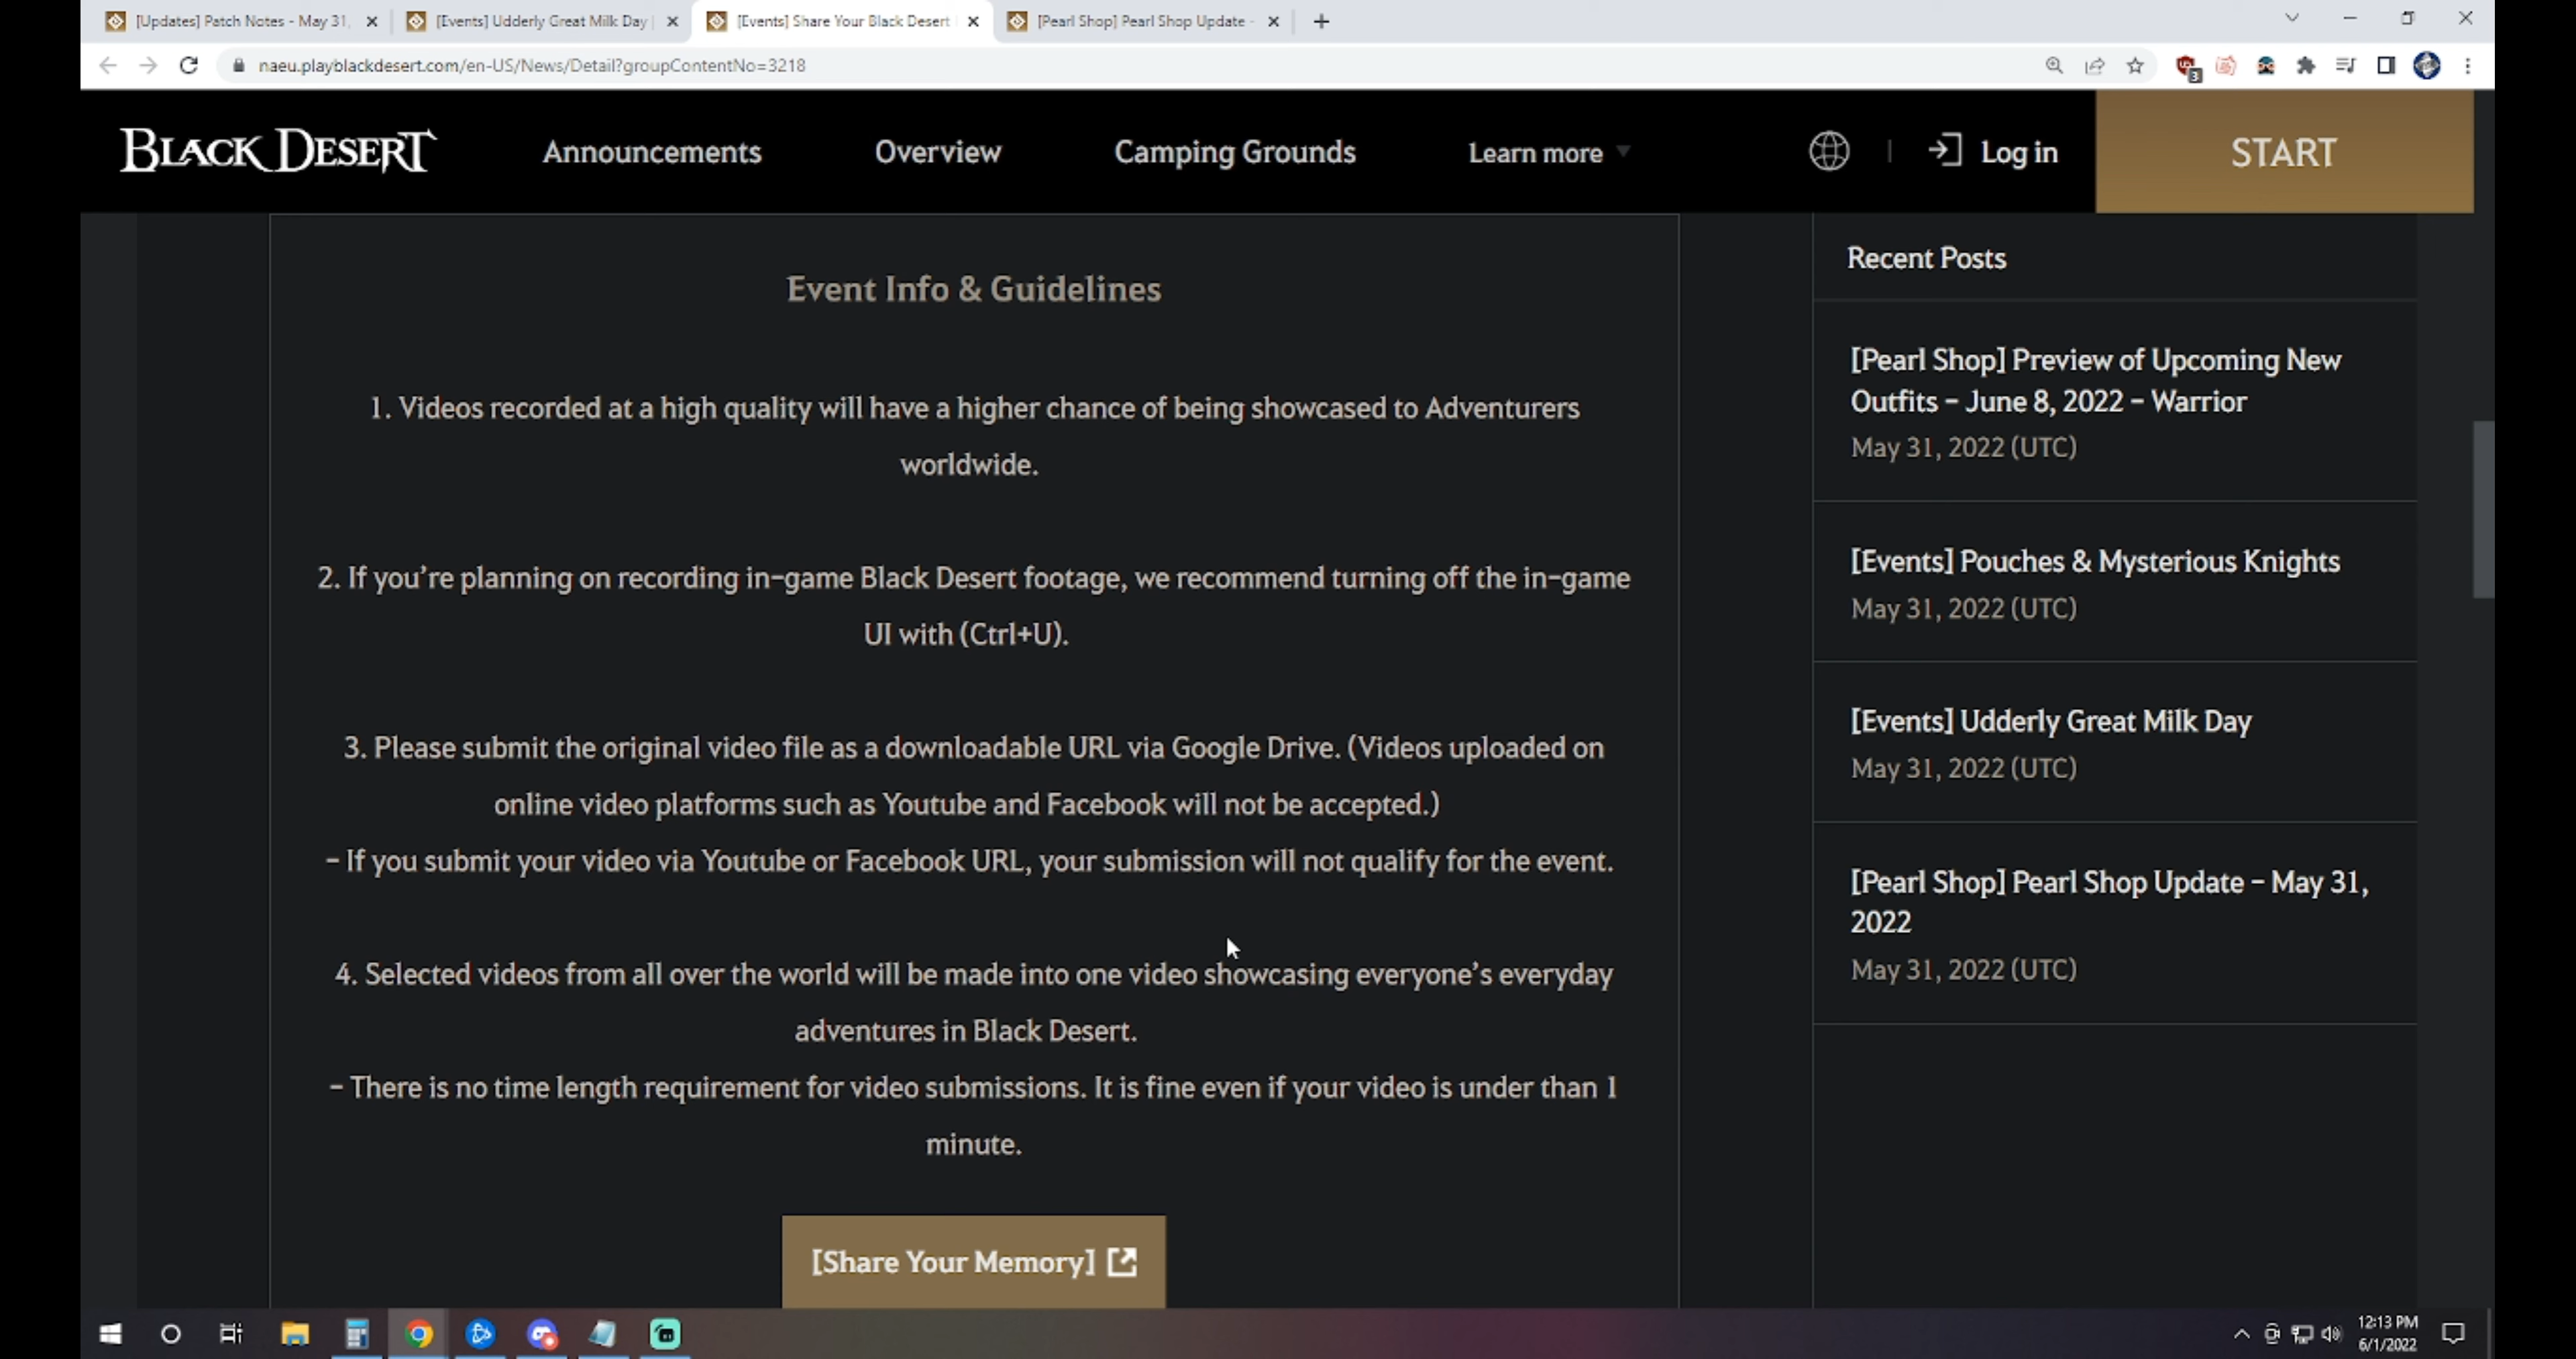 [Updates] Patch Notes - May 31,
[Events] Udderly Great Milk Day
[Events] Share Your Black Desert
[Pearl Shop] Pearl Shop Update -
naeu.playblackdesert.com/en-US/News/Detail?groupContentNo=3218
3
BLACK DESERT
Announcements
Overview
Camping Grounds
Learn more
Log in
START
Event Info & Guidelines
1. Videos recorded at a high quality will have a higher chance of being showcased to Adventurers
worldwide.
2. If you're planning on recording in-game Black Desert footage, we recommend turning off the in-game
UI with (Ctrl+U).
3. Please submit the original video file as a downloadable URL via Google Drive. (Videos uploaded on
online video platforms such as Youtube and Facebook will not be accepted.)
- If you submit your video via Youtube or Facebook URL, your submission will not qualify for the event.
4. Selected videos from all over the world will be made into one video showcasing everyone's everyday
adventures in Black Desert.
- There is no time length requirement for video submissions. It is fine even if your video is under than 1
minute.
[Share Your Memory]
Recent Posts
[Pearl Shop] Preview of Upcoming New
Outfits - June 8, 2022 - Warrior
May 31, 2022 (UTC)
[Events] Pouches & Mysterious Knights
May 31, 2022 (UTC)
[Events] Udderly Great Milk Day
May 31, 2022 (UTC)
[Pearl Shop] Pearl Shop Update - May 31,
2022
May 31, 2022 (UTC)
12:13 PM
6/1/2022